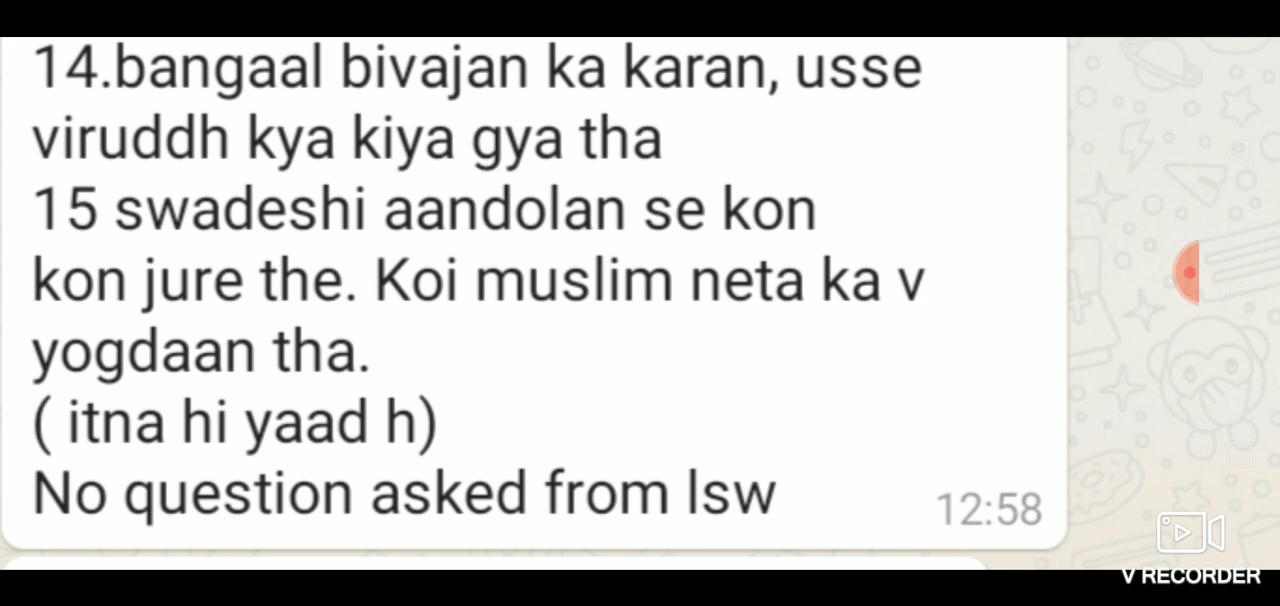 14.bangaal bivajan ka karan, usse
viruddh kya kiya gya tha
15 swadeshi aandolan se kon
kon jure the. Koi muslim neta ka v
yogdaan tha.
( itna hi yaad h)
No question asked from lsw
12:58
V RECORDER